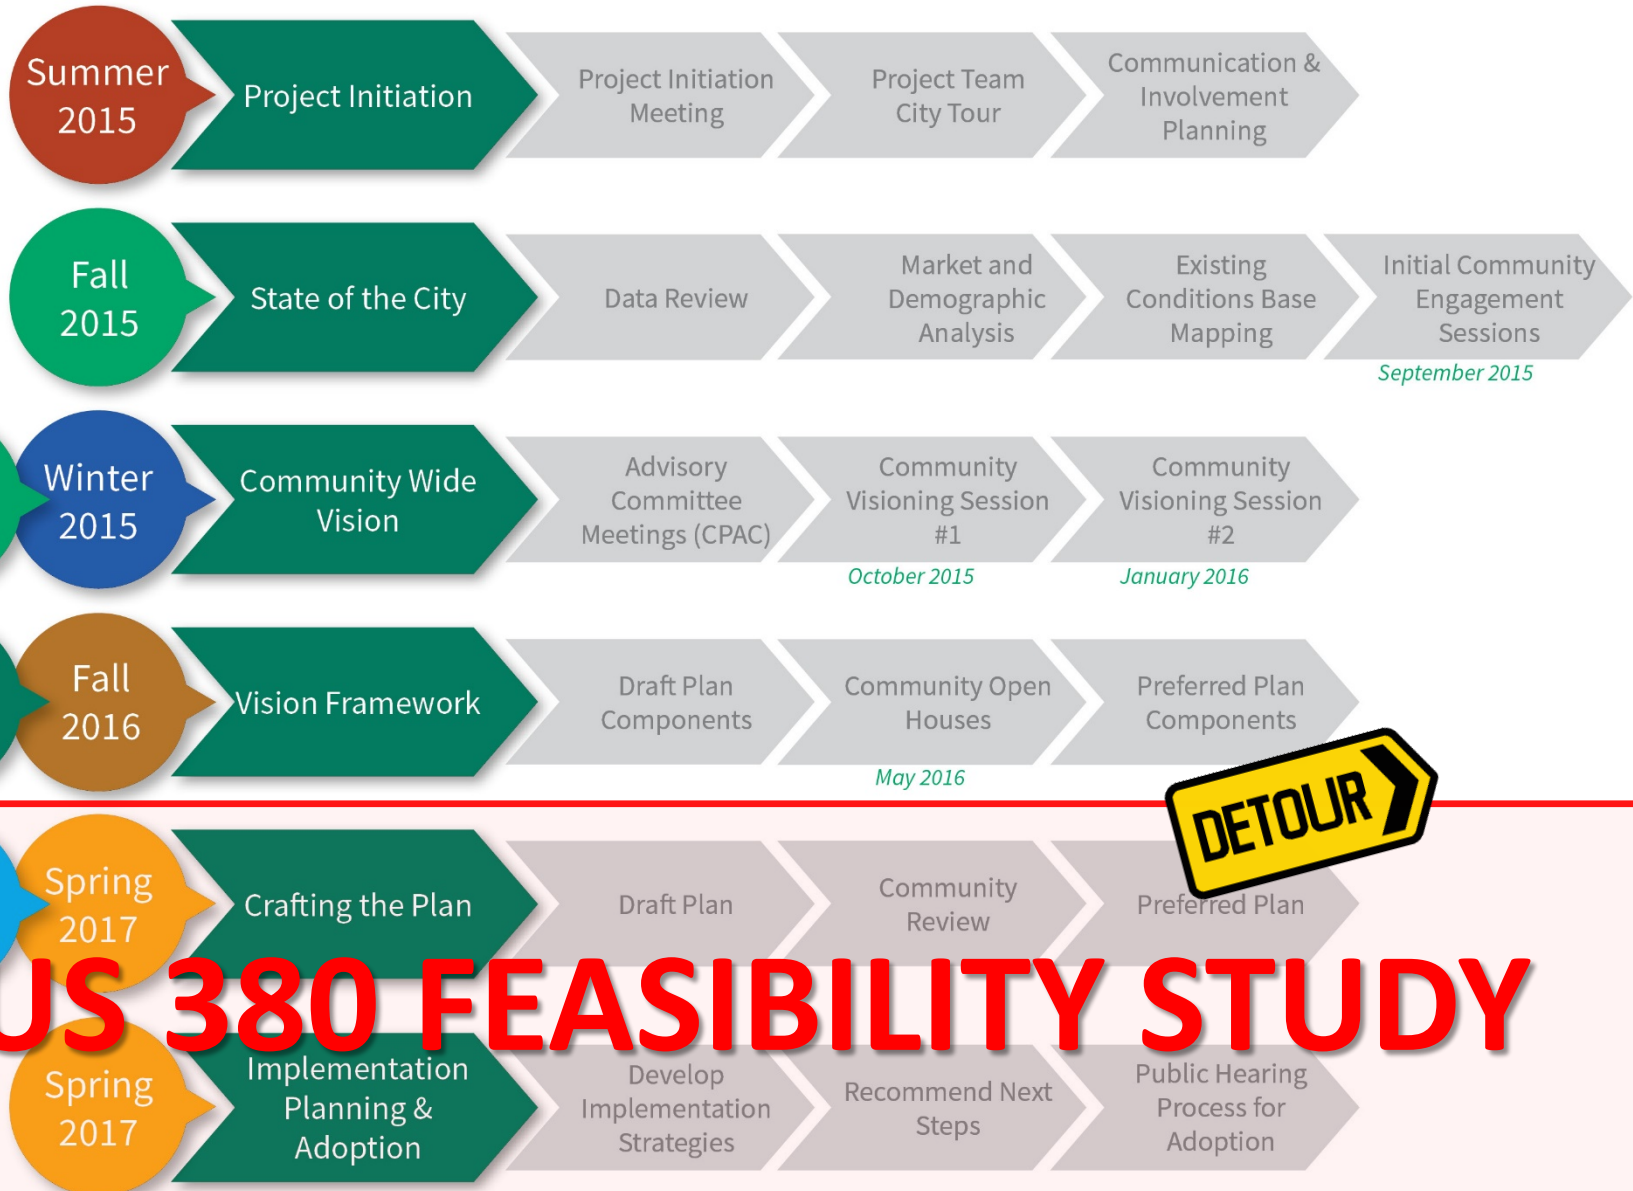 Summer
2015
Project Initiation
Project Initiation
Meeting
Project Team
City Tour
Communication &
Involvement
Planning
Fall
2015
State of the City
Data Review
Market and
Demographic
Analysis
Existing
Conditions Base
Mapping
Initial Community
Engagement
Sessions
September 2015
Winter
2015
Community Wide
Vision
Advisory
Committee
Meetings (CPAC)
Community
Visioning Session
#1
October 2015
Community
Visioning Session
#2
January 2016
Fall
2016
Vision Framework
Draft Plan
Components
Community Open
Houses
May 2016
Preferred Plan
Components
DETOUR
Spring
2017
Crafting the Plan
Draft Plan
Community
Review
Preferred Plan
US 380 FEASIBILITY STUDY
Spring
2017
Implementation
Planning &
Adoption
Develop
Implementation
Strategies
Recommend Next
Steps
Public Hearing
Process for
Adoption